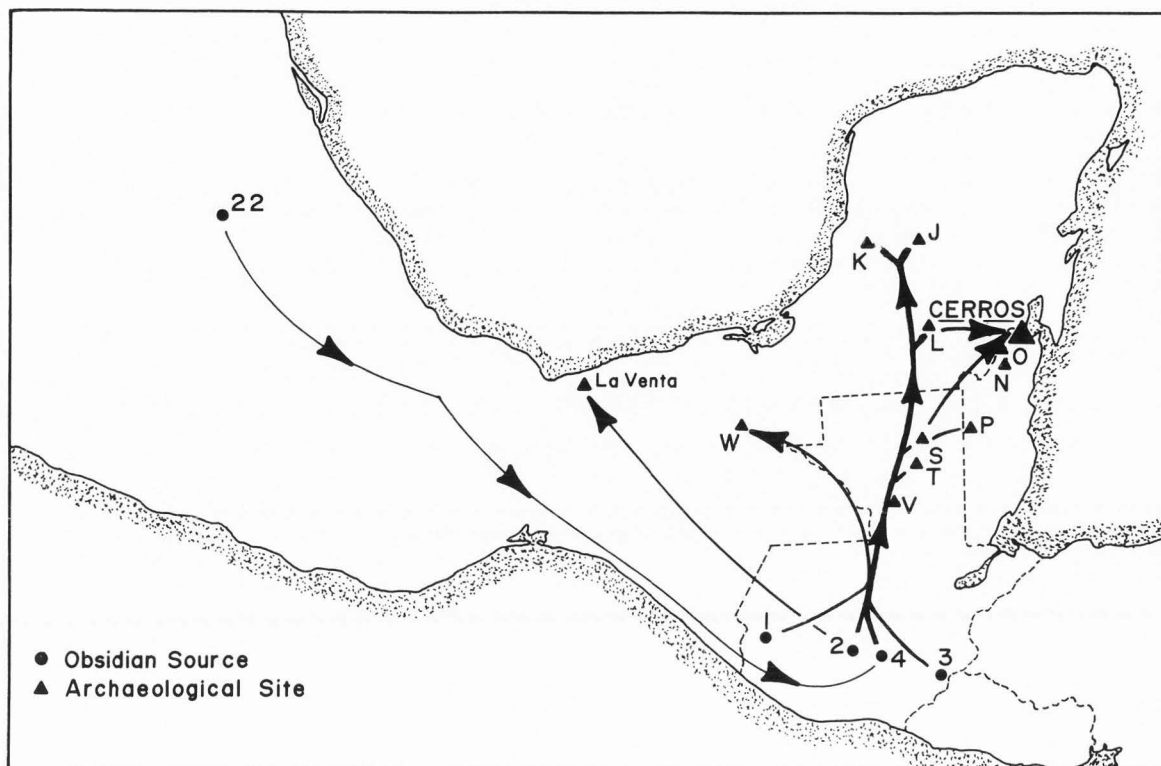 22
K
J
CERROS
L
O
N
La Venta
W
P
S
T
V
1
2
4
3
Obsidian Source
Archaeological Site